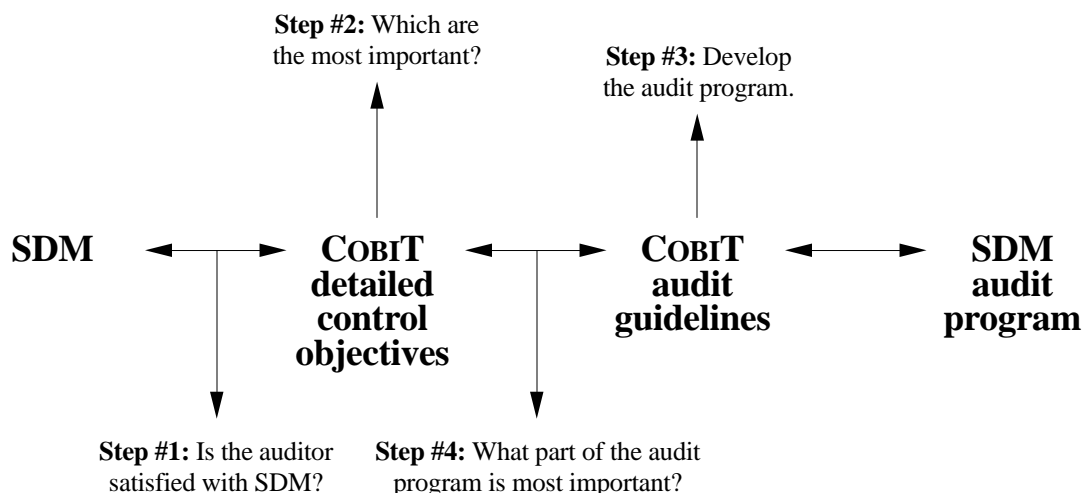 Step #2: Which are
the most important?
Step #3: Develop
the audit program.
SDM
COBIT
detailed
control
objectives
COBIT
audit
guidelines
SDM
audit
program
Step #1: Is the auditor
satisfied with SDM?
Step #4: What part of the audit
program is most important?